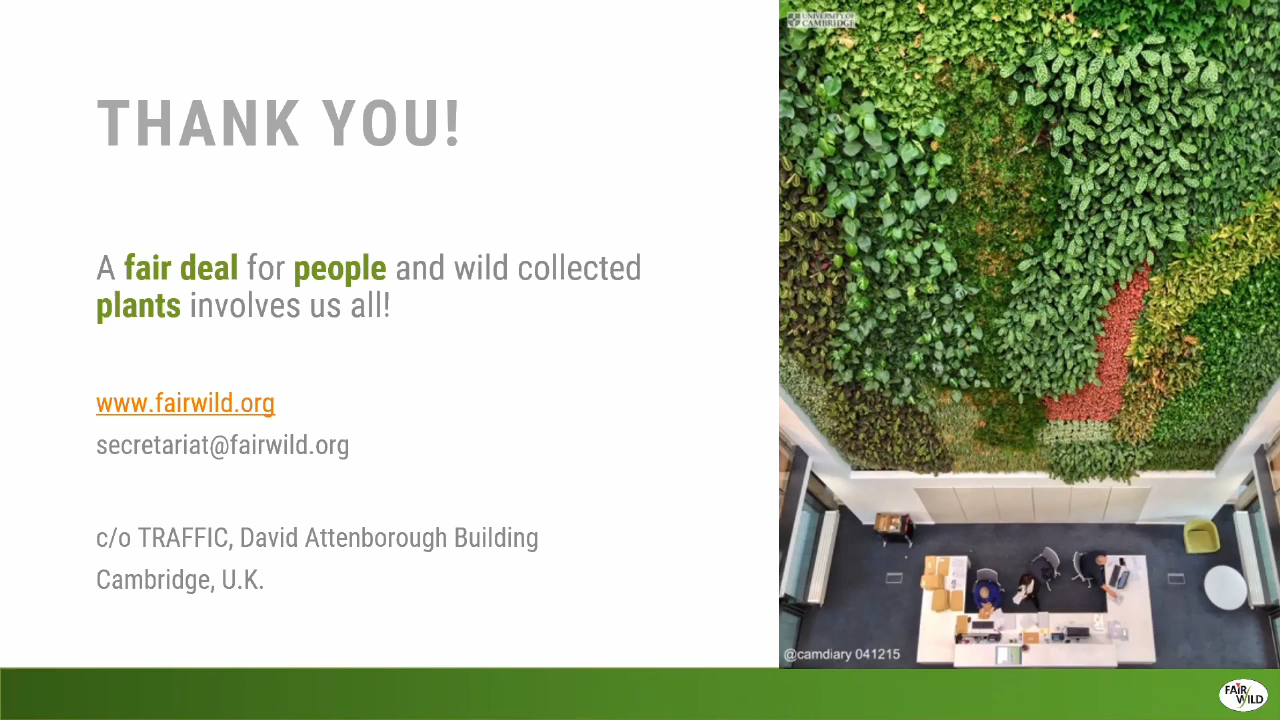 THANK YOU!
A fair deal for people and wild collected
plants involves us all!
www.fairwild.org
secretariat@fairwild.org
c/o TRAFFIC, David Attenborough Building
Cambridge, U.K.
UNIVERSITY OF
CAMBRIDGE
@camdiary 041215
FAIR
WILD